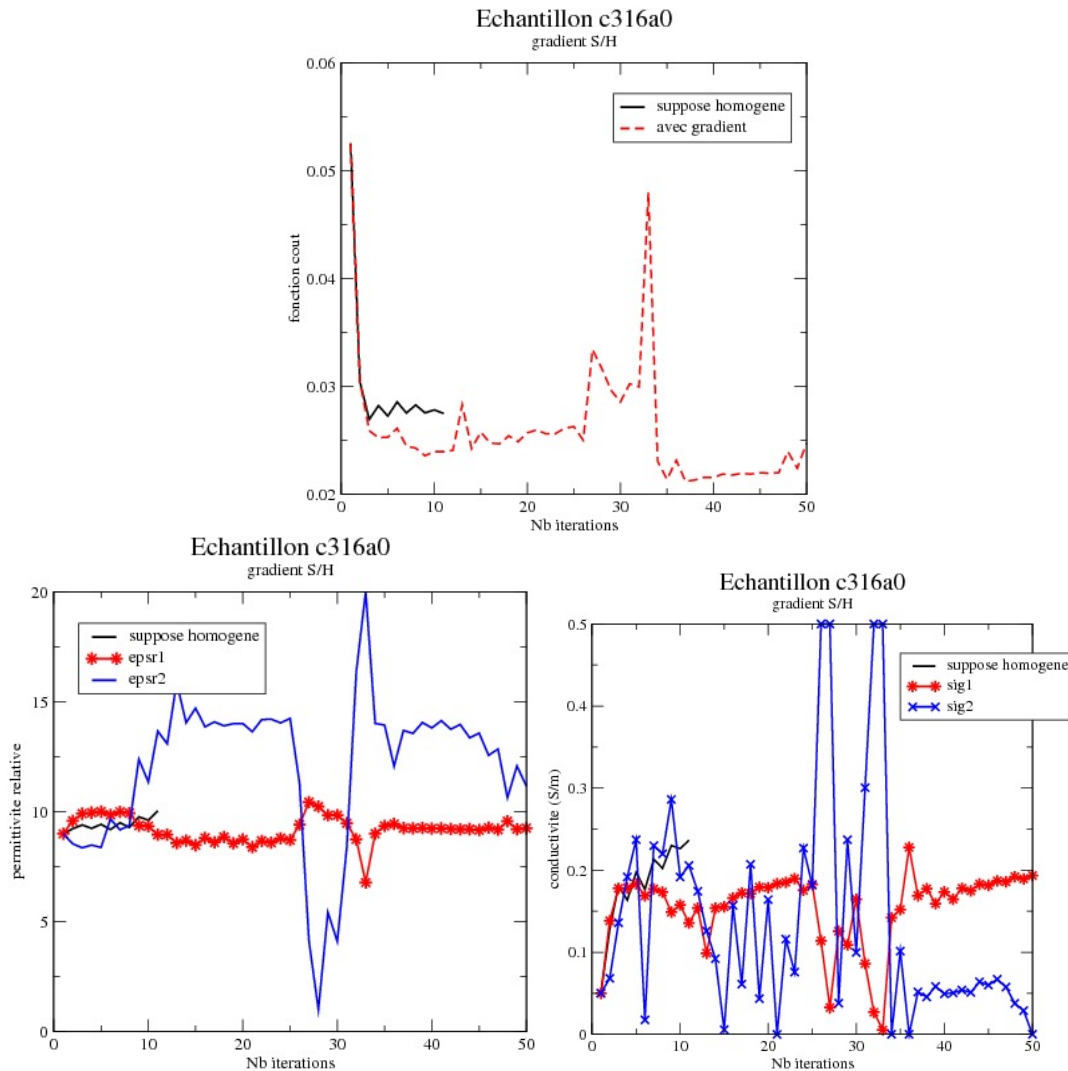 Echantillon c316a0
gradient S/H
0.06
0.05
0.04
0.03
0.02
fonction cout
suppose homogene
avec gradient
0 10 20 30 40 50
Nb iterations
Echantillon c316a0
gradient S/H
20
15
10
5
0
permittivite relative
suppose homogene
epsr1
epsr2
0 10 20 30 40 50
Nb iterations
Echantillon c316a0
gradient S/H
0.5
0.4
0.3
0.2
0.1
0
conductivite (S/m)
suppose homogene
sig1
sig2
0 10 20 30 40 50
Nb iterations